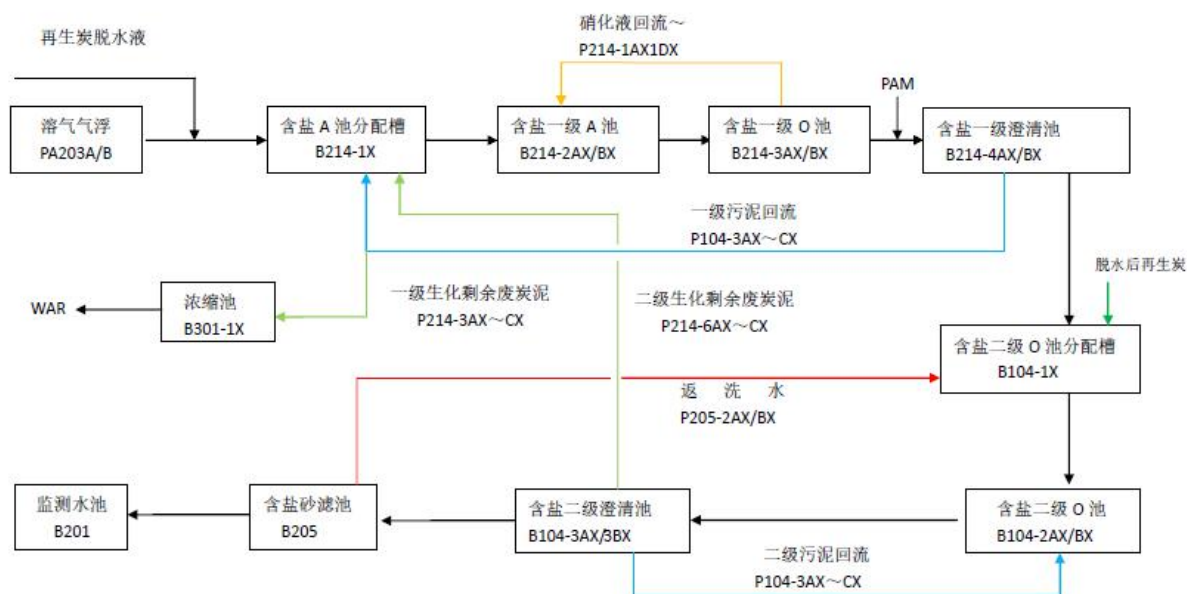 再生炭脱水液
硝化液回流～
P214-1AX1DX
PAM
溶气气浮
PA203A/B
含盐 A 池分配槽
B214-1X
含盐一级 A 池
B214-2AX/BX
含盐一级 O 池
B214-3AX/BX
含盐一级澄清池
B214-4AX/BX
一级污泥回流
P104-3AX～CX
脱水后再生炭
WAR
浓缩池
B301-1X
一级生化剩余废炭泥
P214-3AX～CX
二级生化剩余废炭泥
P214-6AX～CX
含盐二级 O 池分配槽
B104-1X
返 洗 水
P205-2AX/BX
监测水池
B201
含盐砂滤池
B205
含盐二级澄清池
B104-3AX/3BX
含盐二级 O 池
B104-2AX/BX
二级污泥回流
P104-3AX～CX